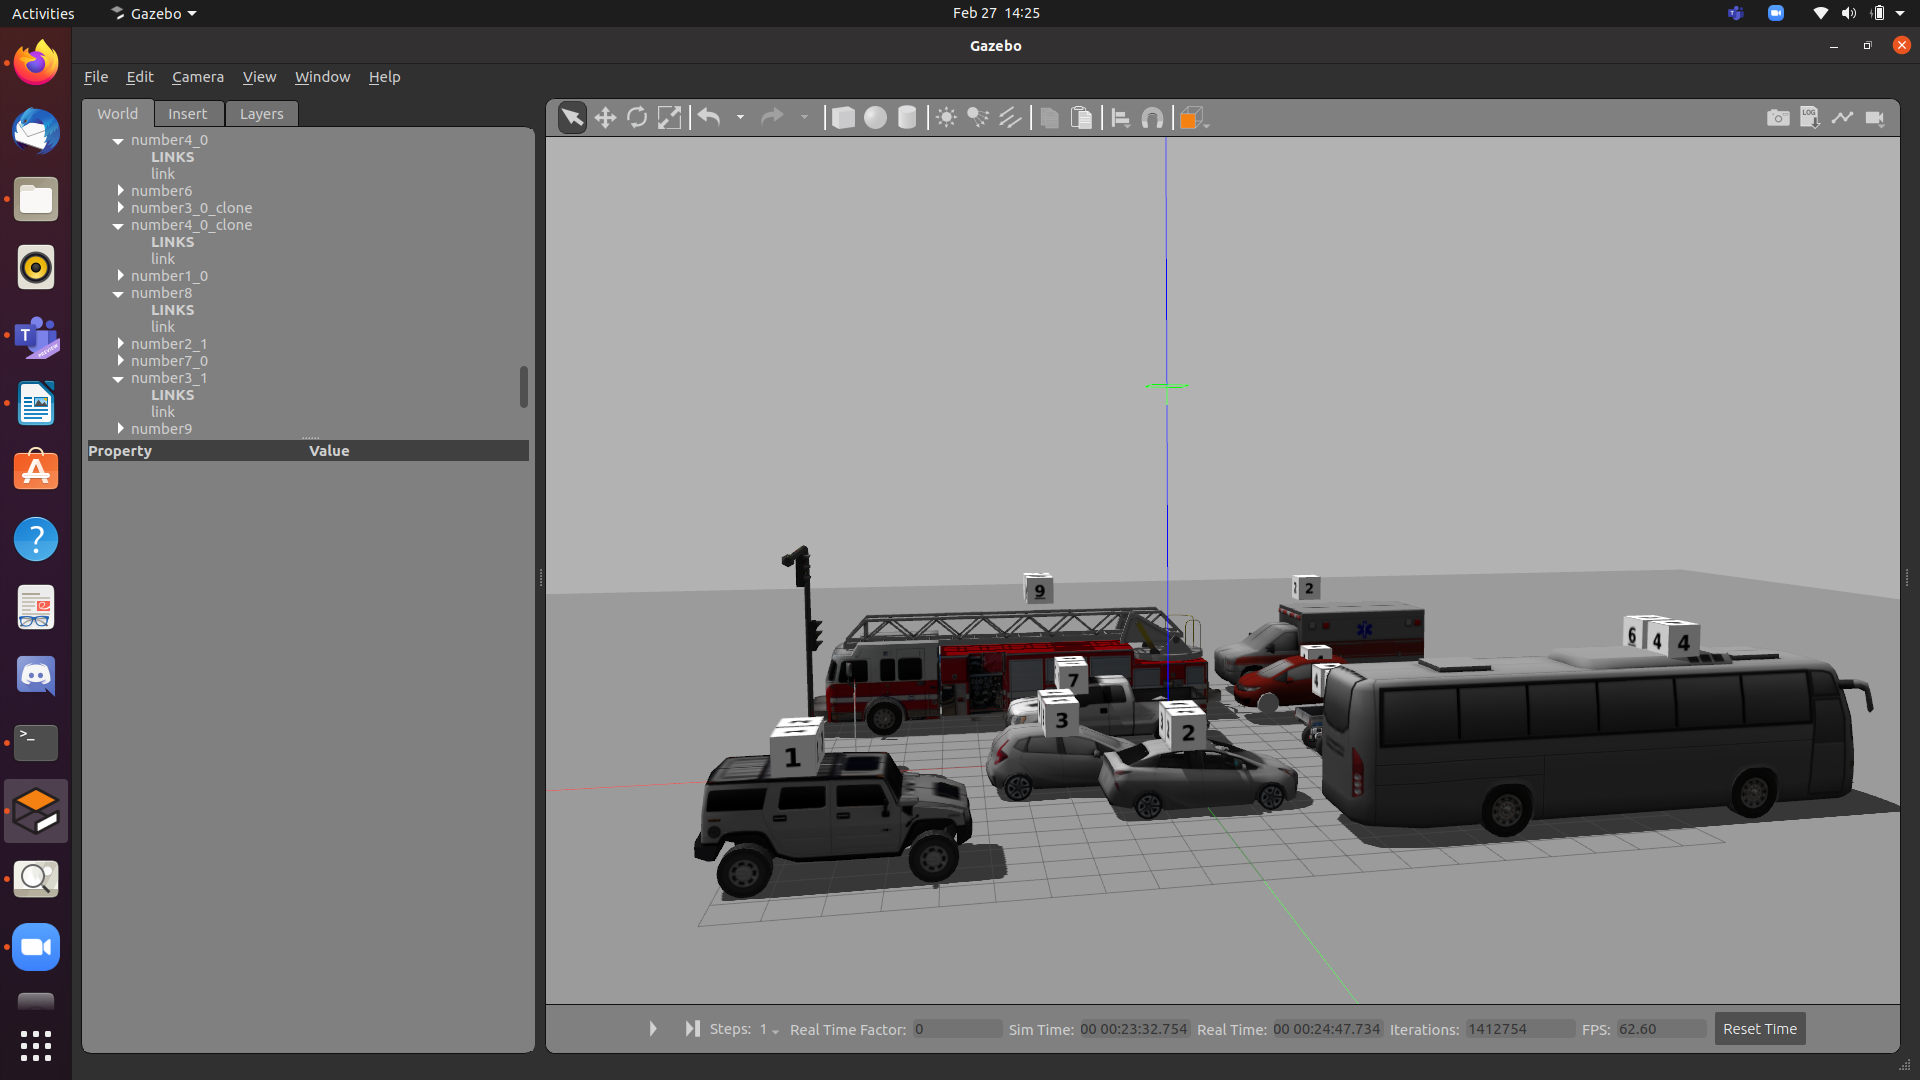 Activities
Gazebo
Feb 27 14:25
Gazebo
File Edit Camera View Window Help
World Insert Layers
number4_0
LINKS
link
number6
number3_0_clone
number4_0_clone
LINKS
link
number1_0
number8
LINKS
link
number2_1
number7_0
number3_1
LINKS
link
number9
Property Value
LOG
T
PREVIEW
9
2
6 4 4
7
3
2
1
Steps: 1 Real Time Factor: 0 Sim Time: 00 00:23:32.754 Real Time: 00 00:24:47.734 Iterations: 1412754 FPS: 62.60 Reset Time